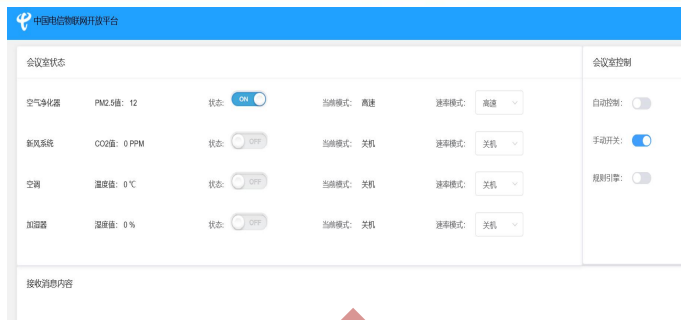 中国电信物联网开放平台
会议室状态
会议室控制
空气净化器 PM2.5值： 12 状态: ON 当前模式： 高速 速率模式： 高速
自动控制：
新风系统 CO2值： 0 PPM 状态: OFF 当前模式： 关机 速率模式： 关机
手动开关：
空调 温度值： 0 ℃ 状态: OFF 当前模式： 关机 速率模式： 关机
规则引擎：
加湿器 湿度值： 0 % 状态: OFF 当前模式： 关机 速率模式： 关机
接收消息内容